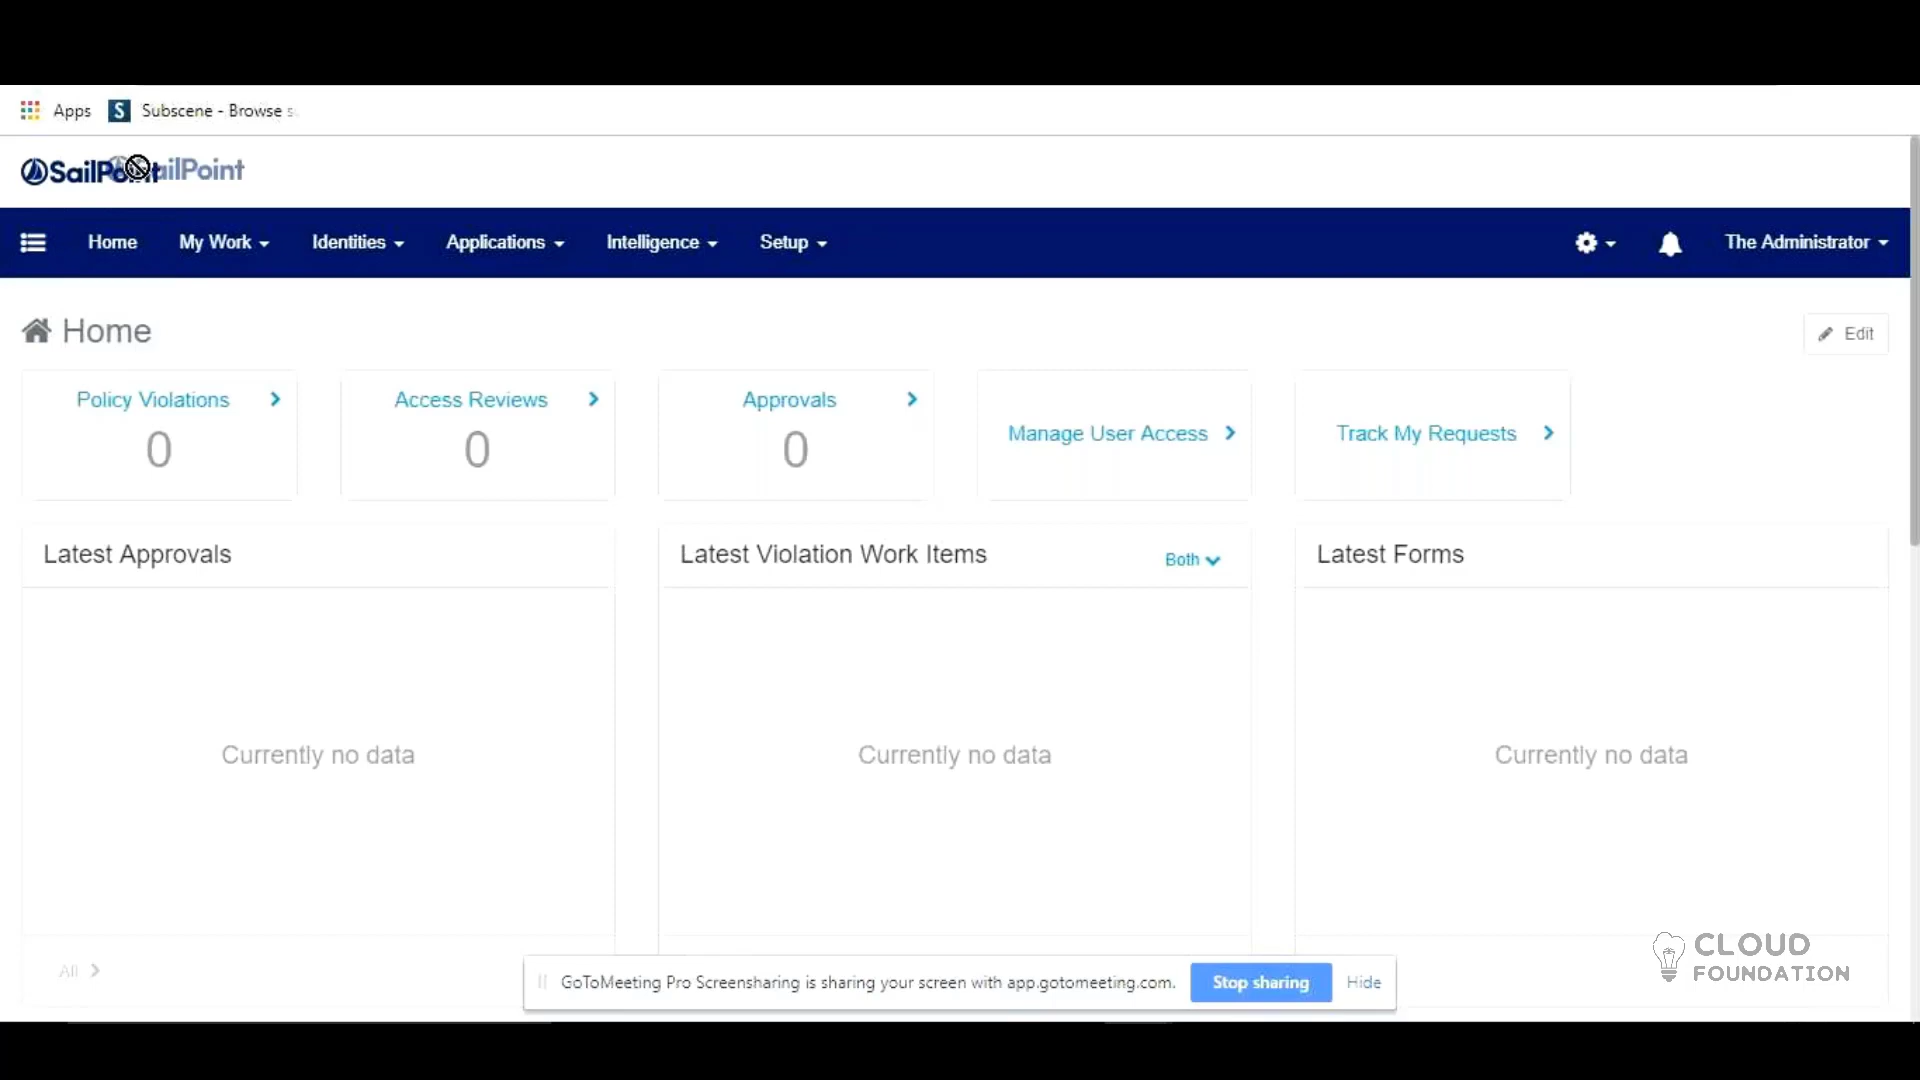 Apps S Subscene - Browse s
SailPoint SailPoint
Home My Work Identities Applications Intelligence Setup The Administrator
Home
Edit
Policy Violations
0
Access Reviews
0
Approvals
0
Manage User Access
Track My Requests
Latest Approvals
Currently no data
All
Latest Violation Work Items
Both
Currently no data
Latest Forms
Currently no data
GoToMeeting Pro Screensharing is sharing your screen with app.gotomeeting.com. Stop sharing Hide
CLOUD
FOUNDATION